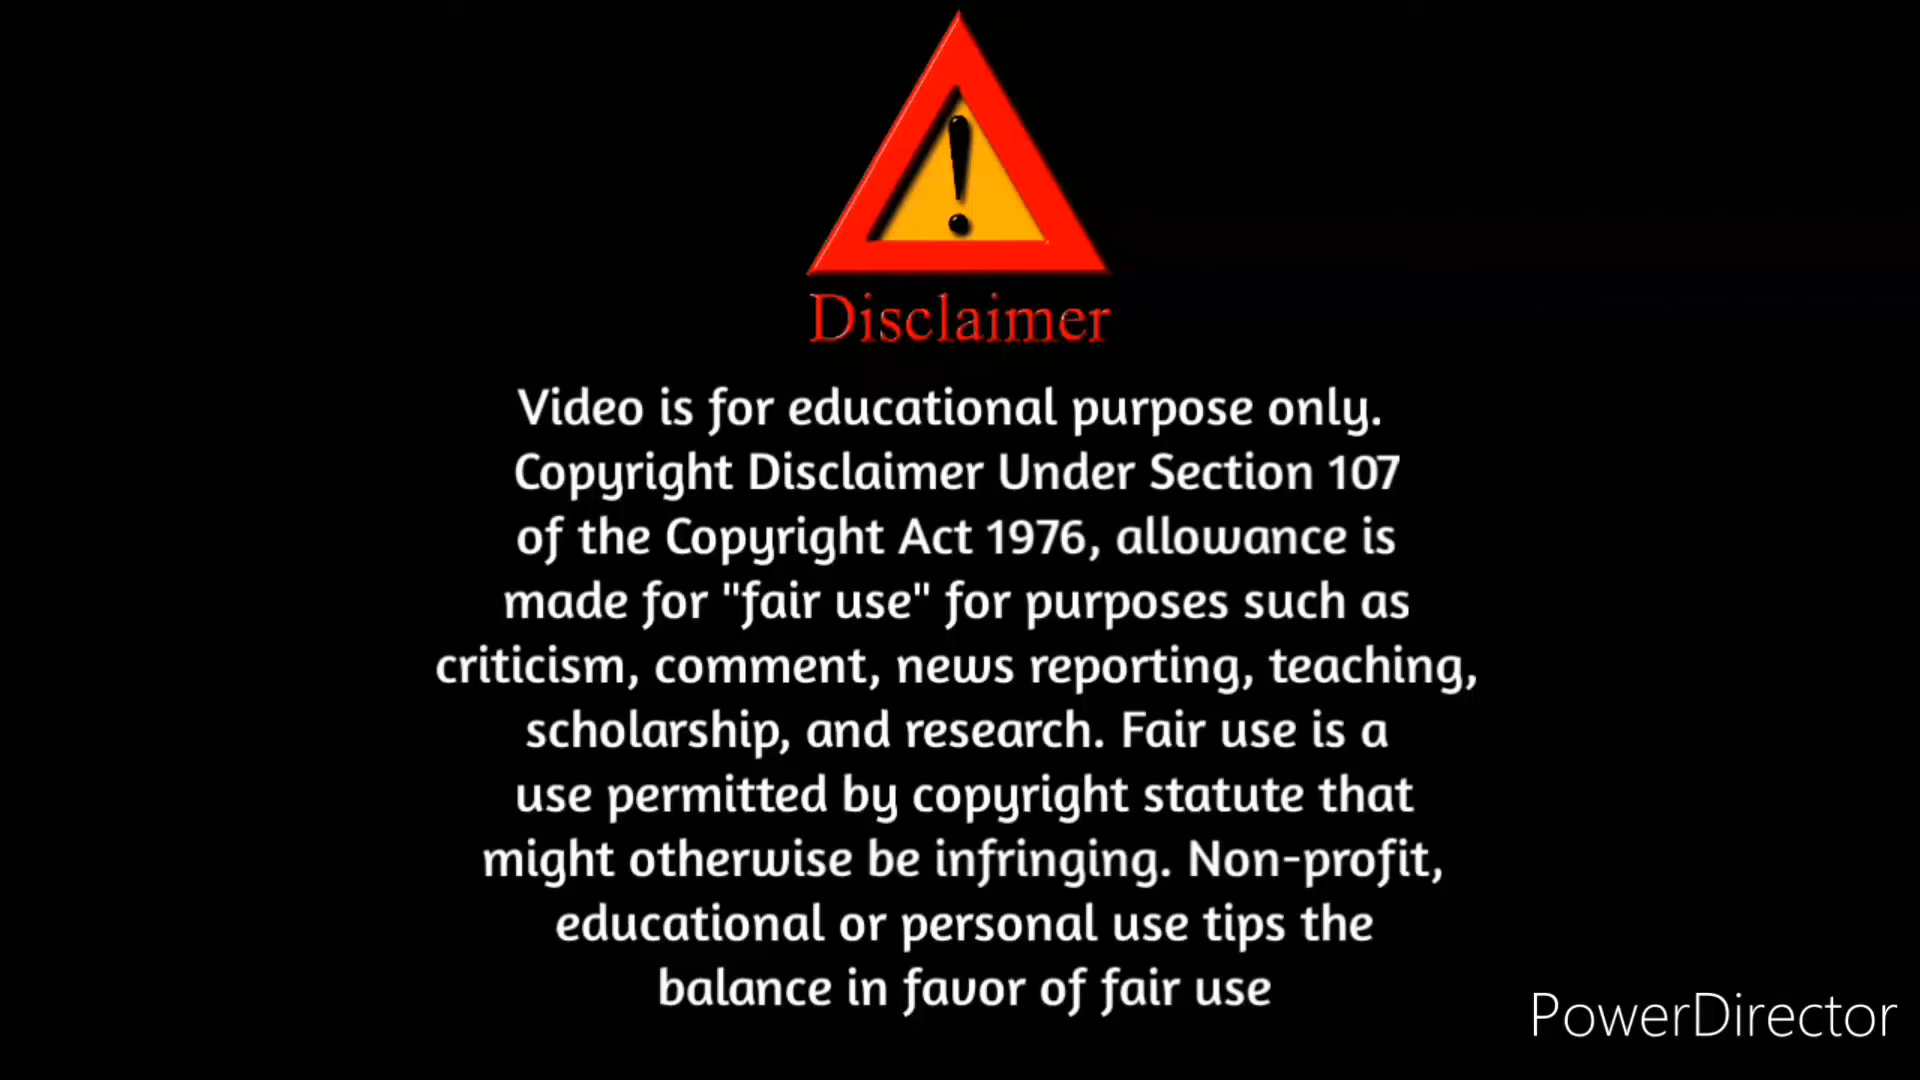 Disclaimer
Video is for educational purpose only.
Copyright Disclaimer Under Section 107
of the Copyright Act 1976, allowance is
made for "fair use" for purposes such as
criticism, comment, news reporting, teaching,
scholarship, and research. Fair use is a
use permitted by copyright statute that
might otherwise be infringing. Non-profit,
educational or personal use tips the
balance in favor of fair use
PowerDirector